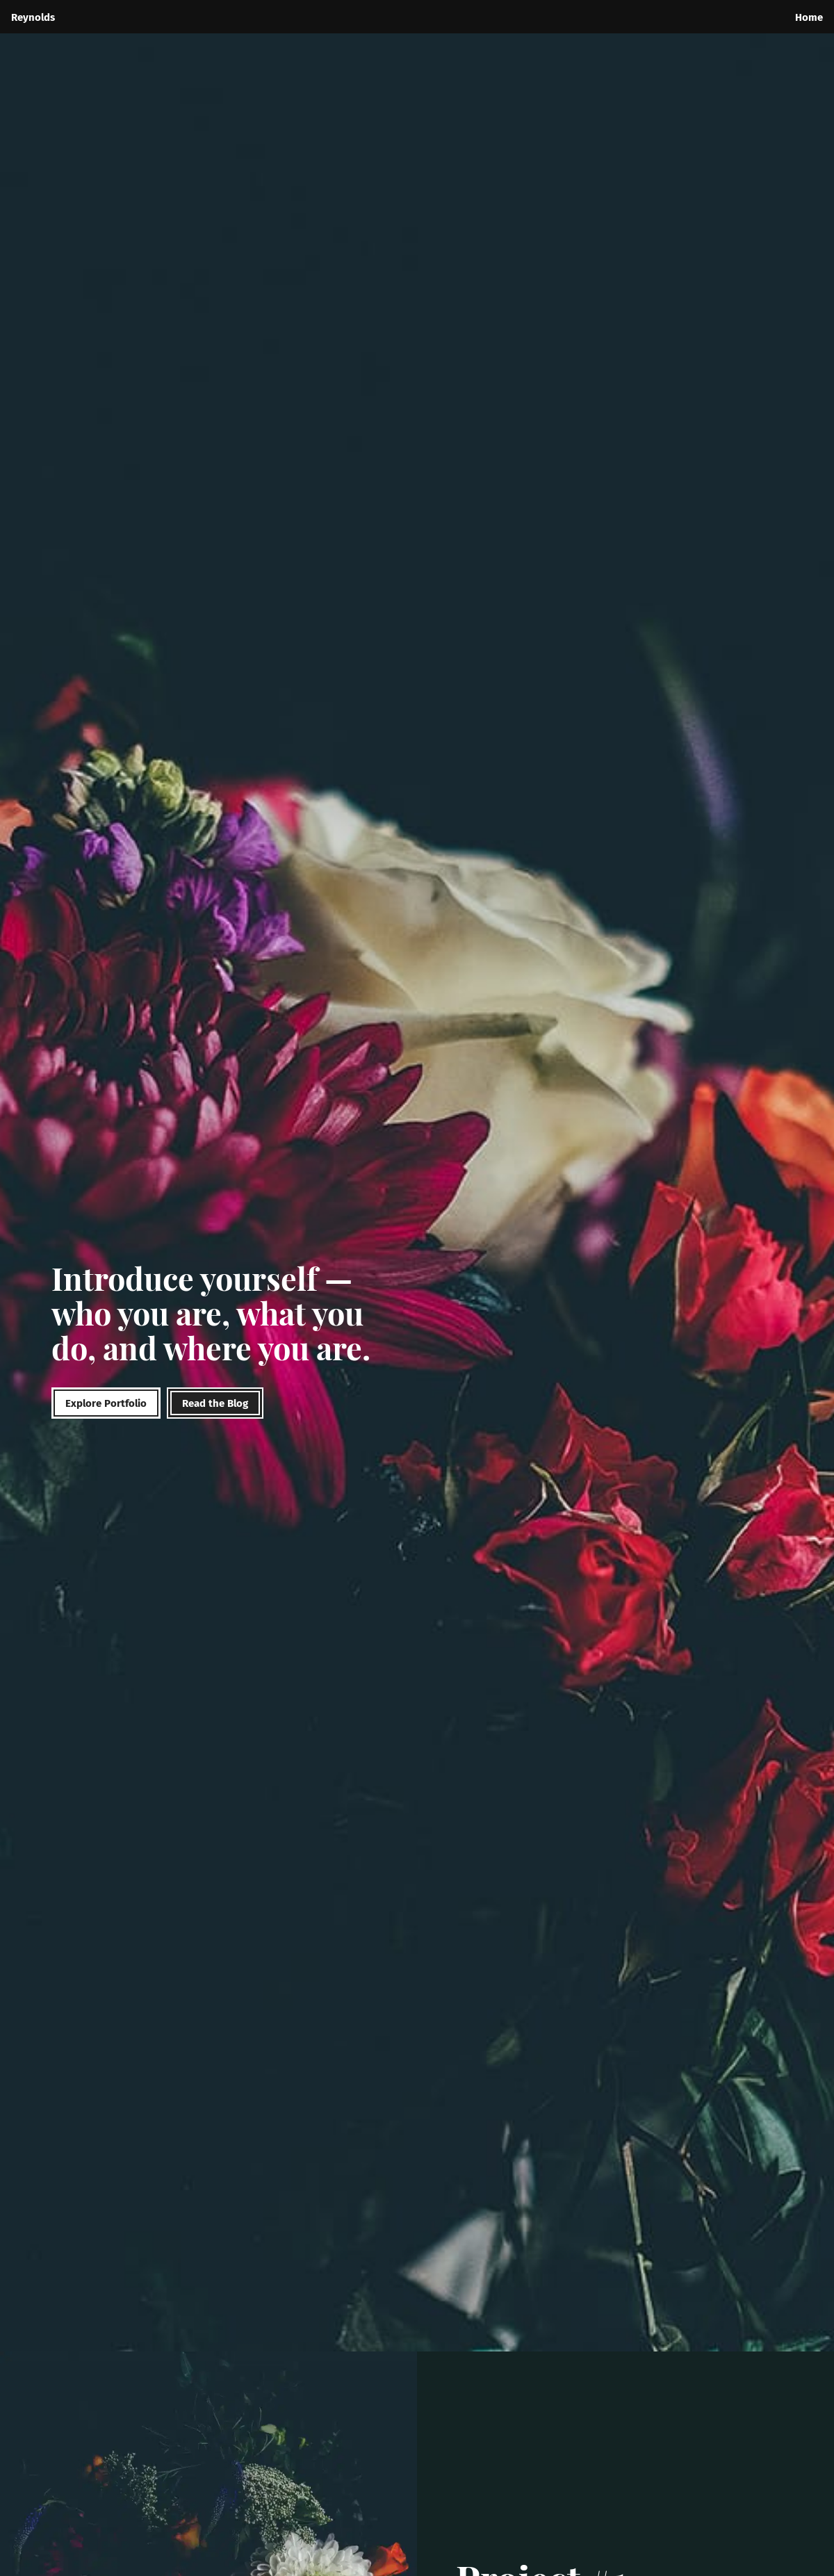 Reynolds
Home
Introduce yourself —
who you are, what you
do, and where you are.
Explore Portfolio
Read the Blog
Project